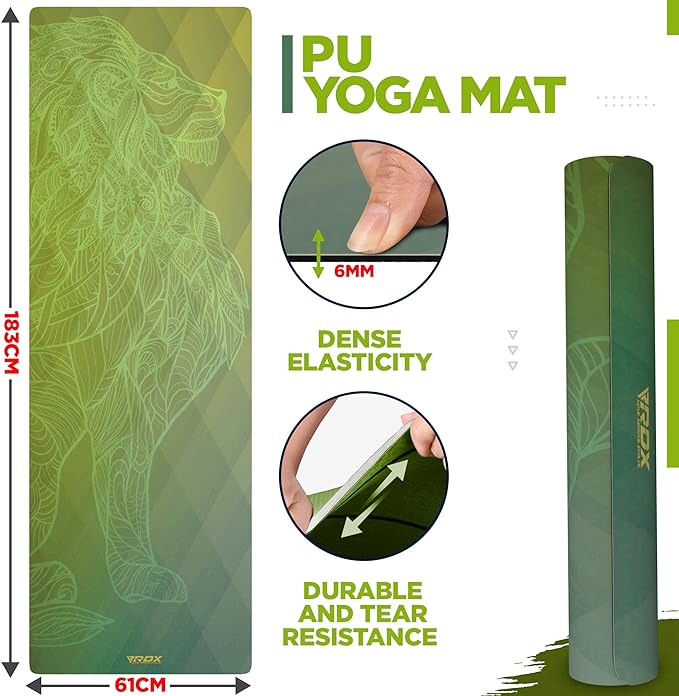 PU
YOGA MAT
183CM
6MM
DENSE
ELASTICITY
DURABLE
AND TEAR
RESISTANCE
RDX
61CM
RDX